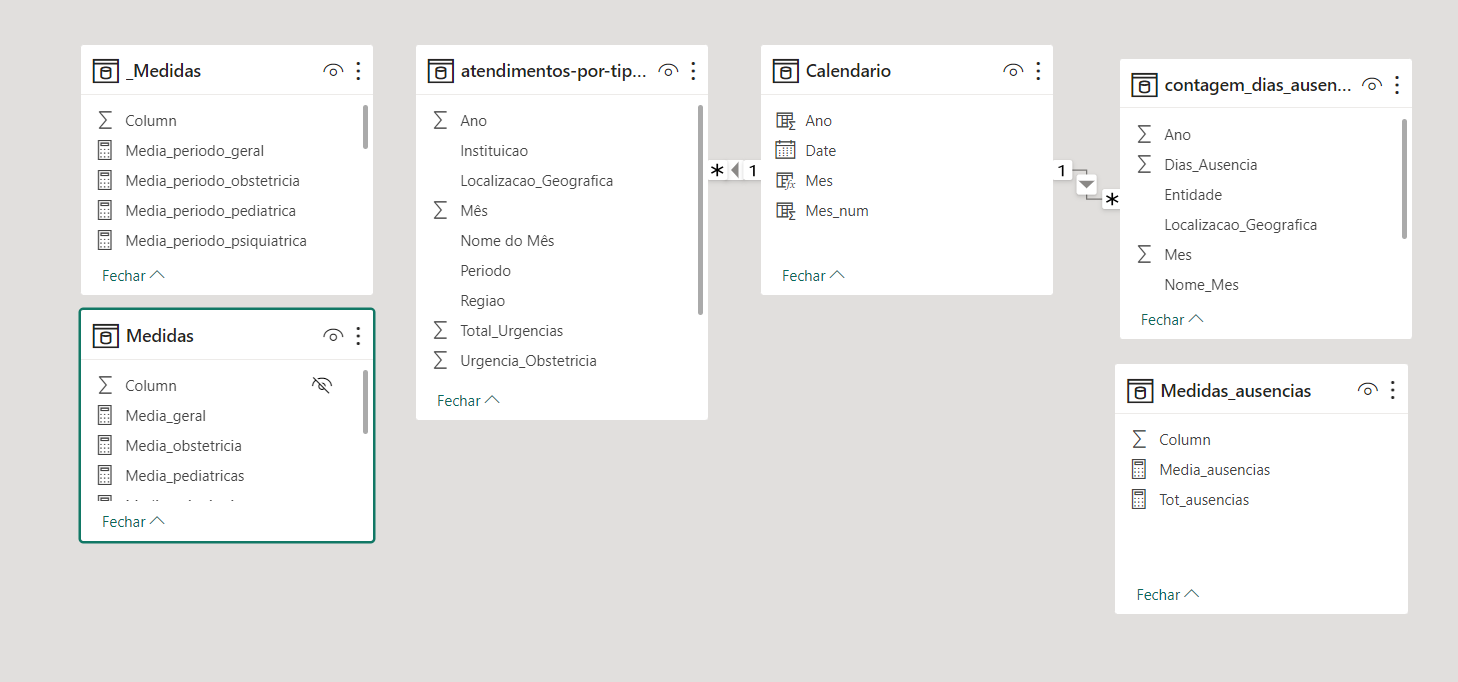 _Medidas
Column
Media_periodo_geral
Media_periodo_obstetricia
Media_periodo_pediatrica
Media_periodo_psiquiatrica
Fechar
Medidas
Column
Media_geral
Media_obstetricia
Media_pediatricas
Fechar
atendimentos-por-tip...
Ano
Instituicao
Localizacao_Geografica
Mês
Nome do Mês
Periodo
Regiao
Total_Urgencias
Urgencia_Obstetricia
Fechar
* 1
Calendario
Ano
Date
Mes
Mes_num
Fechar
1
*
contagem_dias_ausen...
Ano
Dias_Ausencia
Entidade
Localizacao_Geografica
Mes
Nome_Mes
Fechar
Medidas_ausencias
Column
Media_ausencias
Tot_ausencias
Fechar